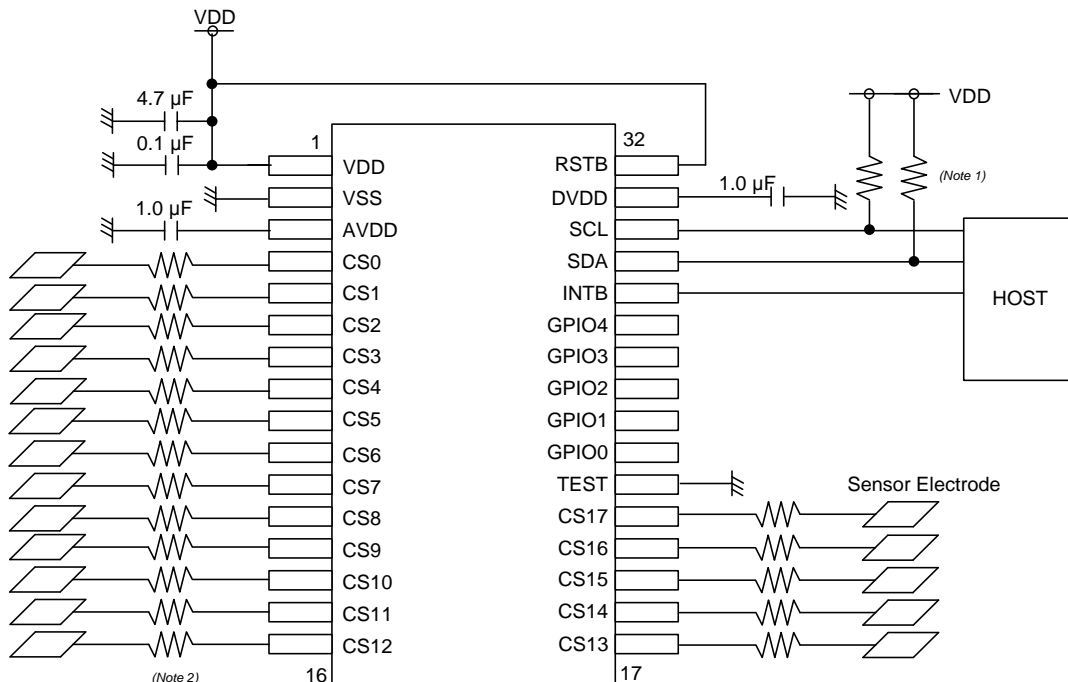 VDD
4.7 µF
0.1 µF
1.0 µF
1
VDD
VSS
AVDD
CS0
CS1
CS2
CS3
CS4
CS5
CS6
CS7
CS8
CS9
CS10
CS11
CS12
16
(Note 2)
32
RSTB
DVDD
SCL
SDA
INTB
GPIO4
GPIO3
GPIO2
GPIO1
GPIO0
TEST
CS17
CS16
CS15
CS14
CS13
17
1.0 µF
VDD
(Note 1)
HOST
Sensor Electrode